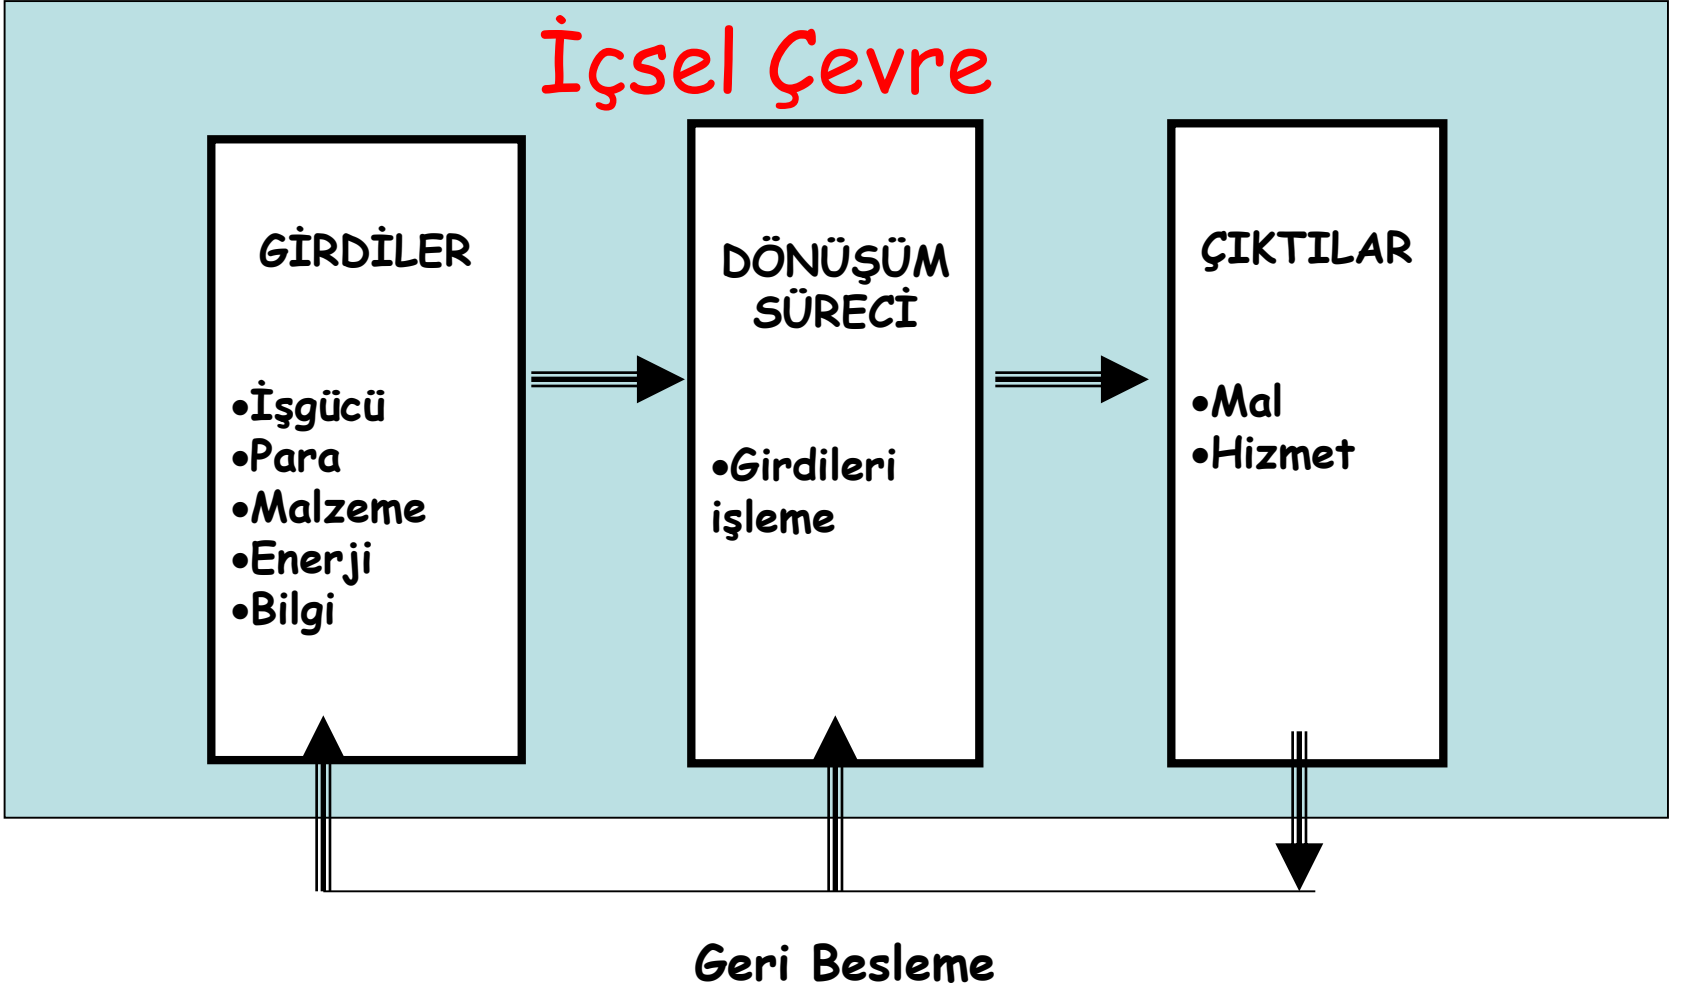 İçsel Çevre
GİRDİLER
•İşgücü
•Para
•Malzeme
•Enerji
•Bilgi
DÖNÜŞÜM
SÜRECİ
•Girdileri
işleme
ÇIKTILAR
•Mal
•Hizmet
Geri Besleme